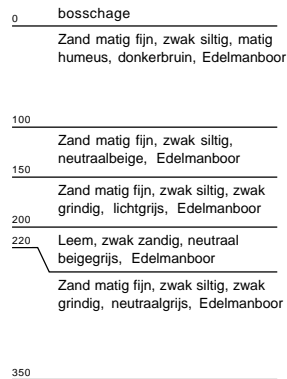 0
bosschage
Zand matig fijn, zwak siltig, matig
humeus, donkerbruin, Edelmanboor
100
Zand matig fijn, zwak siltig,
neutraalbeige, Edelmanboor
150
Zand matig fijn, zwak siltig, zwak
grindig, lichtgrijs, Edelmanboor
200
220
Leem, zwak zandig, neutraal
beigegrijs, Edelmanboor
Zand matig fijn, zwak siltig, zwak
grindig, neutraalgrijs, Edelmanboor
350